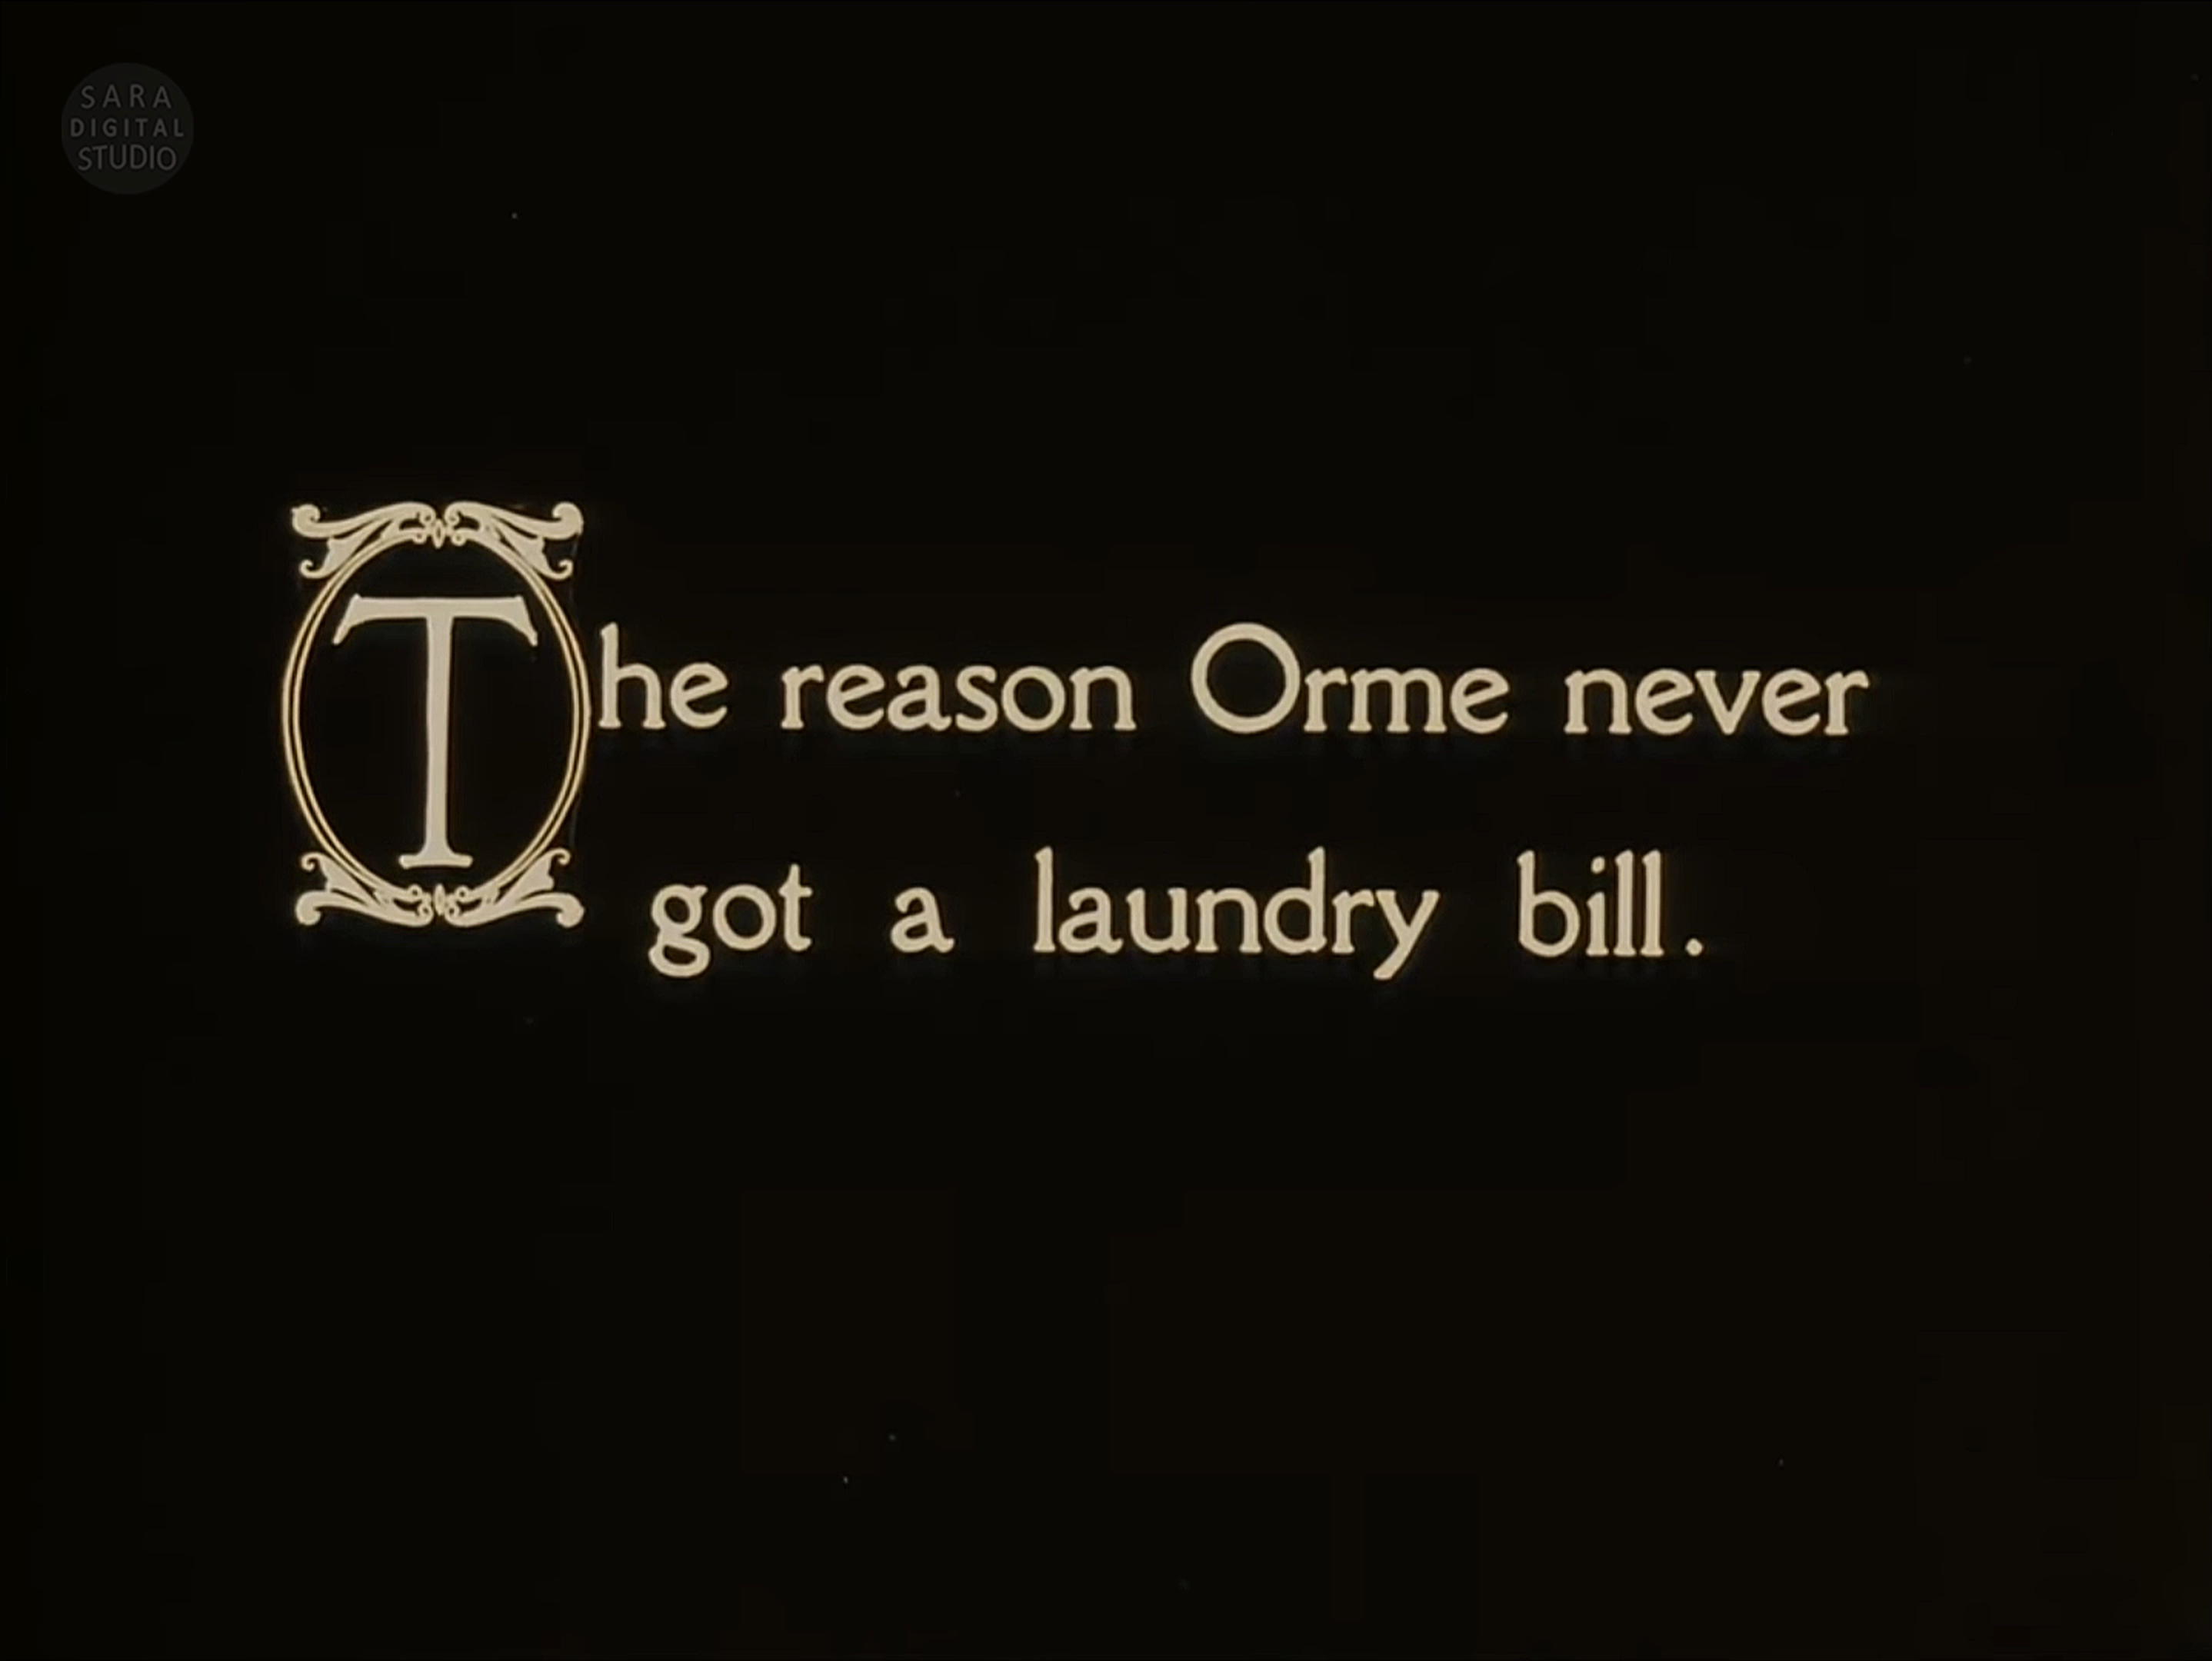 SARA
DIGITAL
STUDIO
The reason Orme never
got a laundry bill.